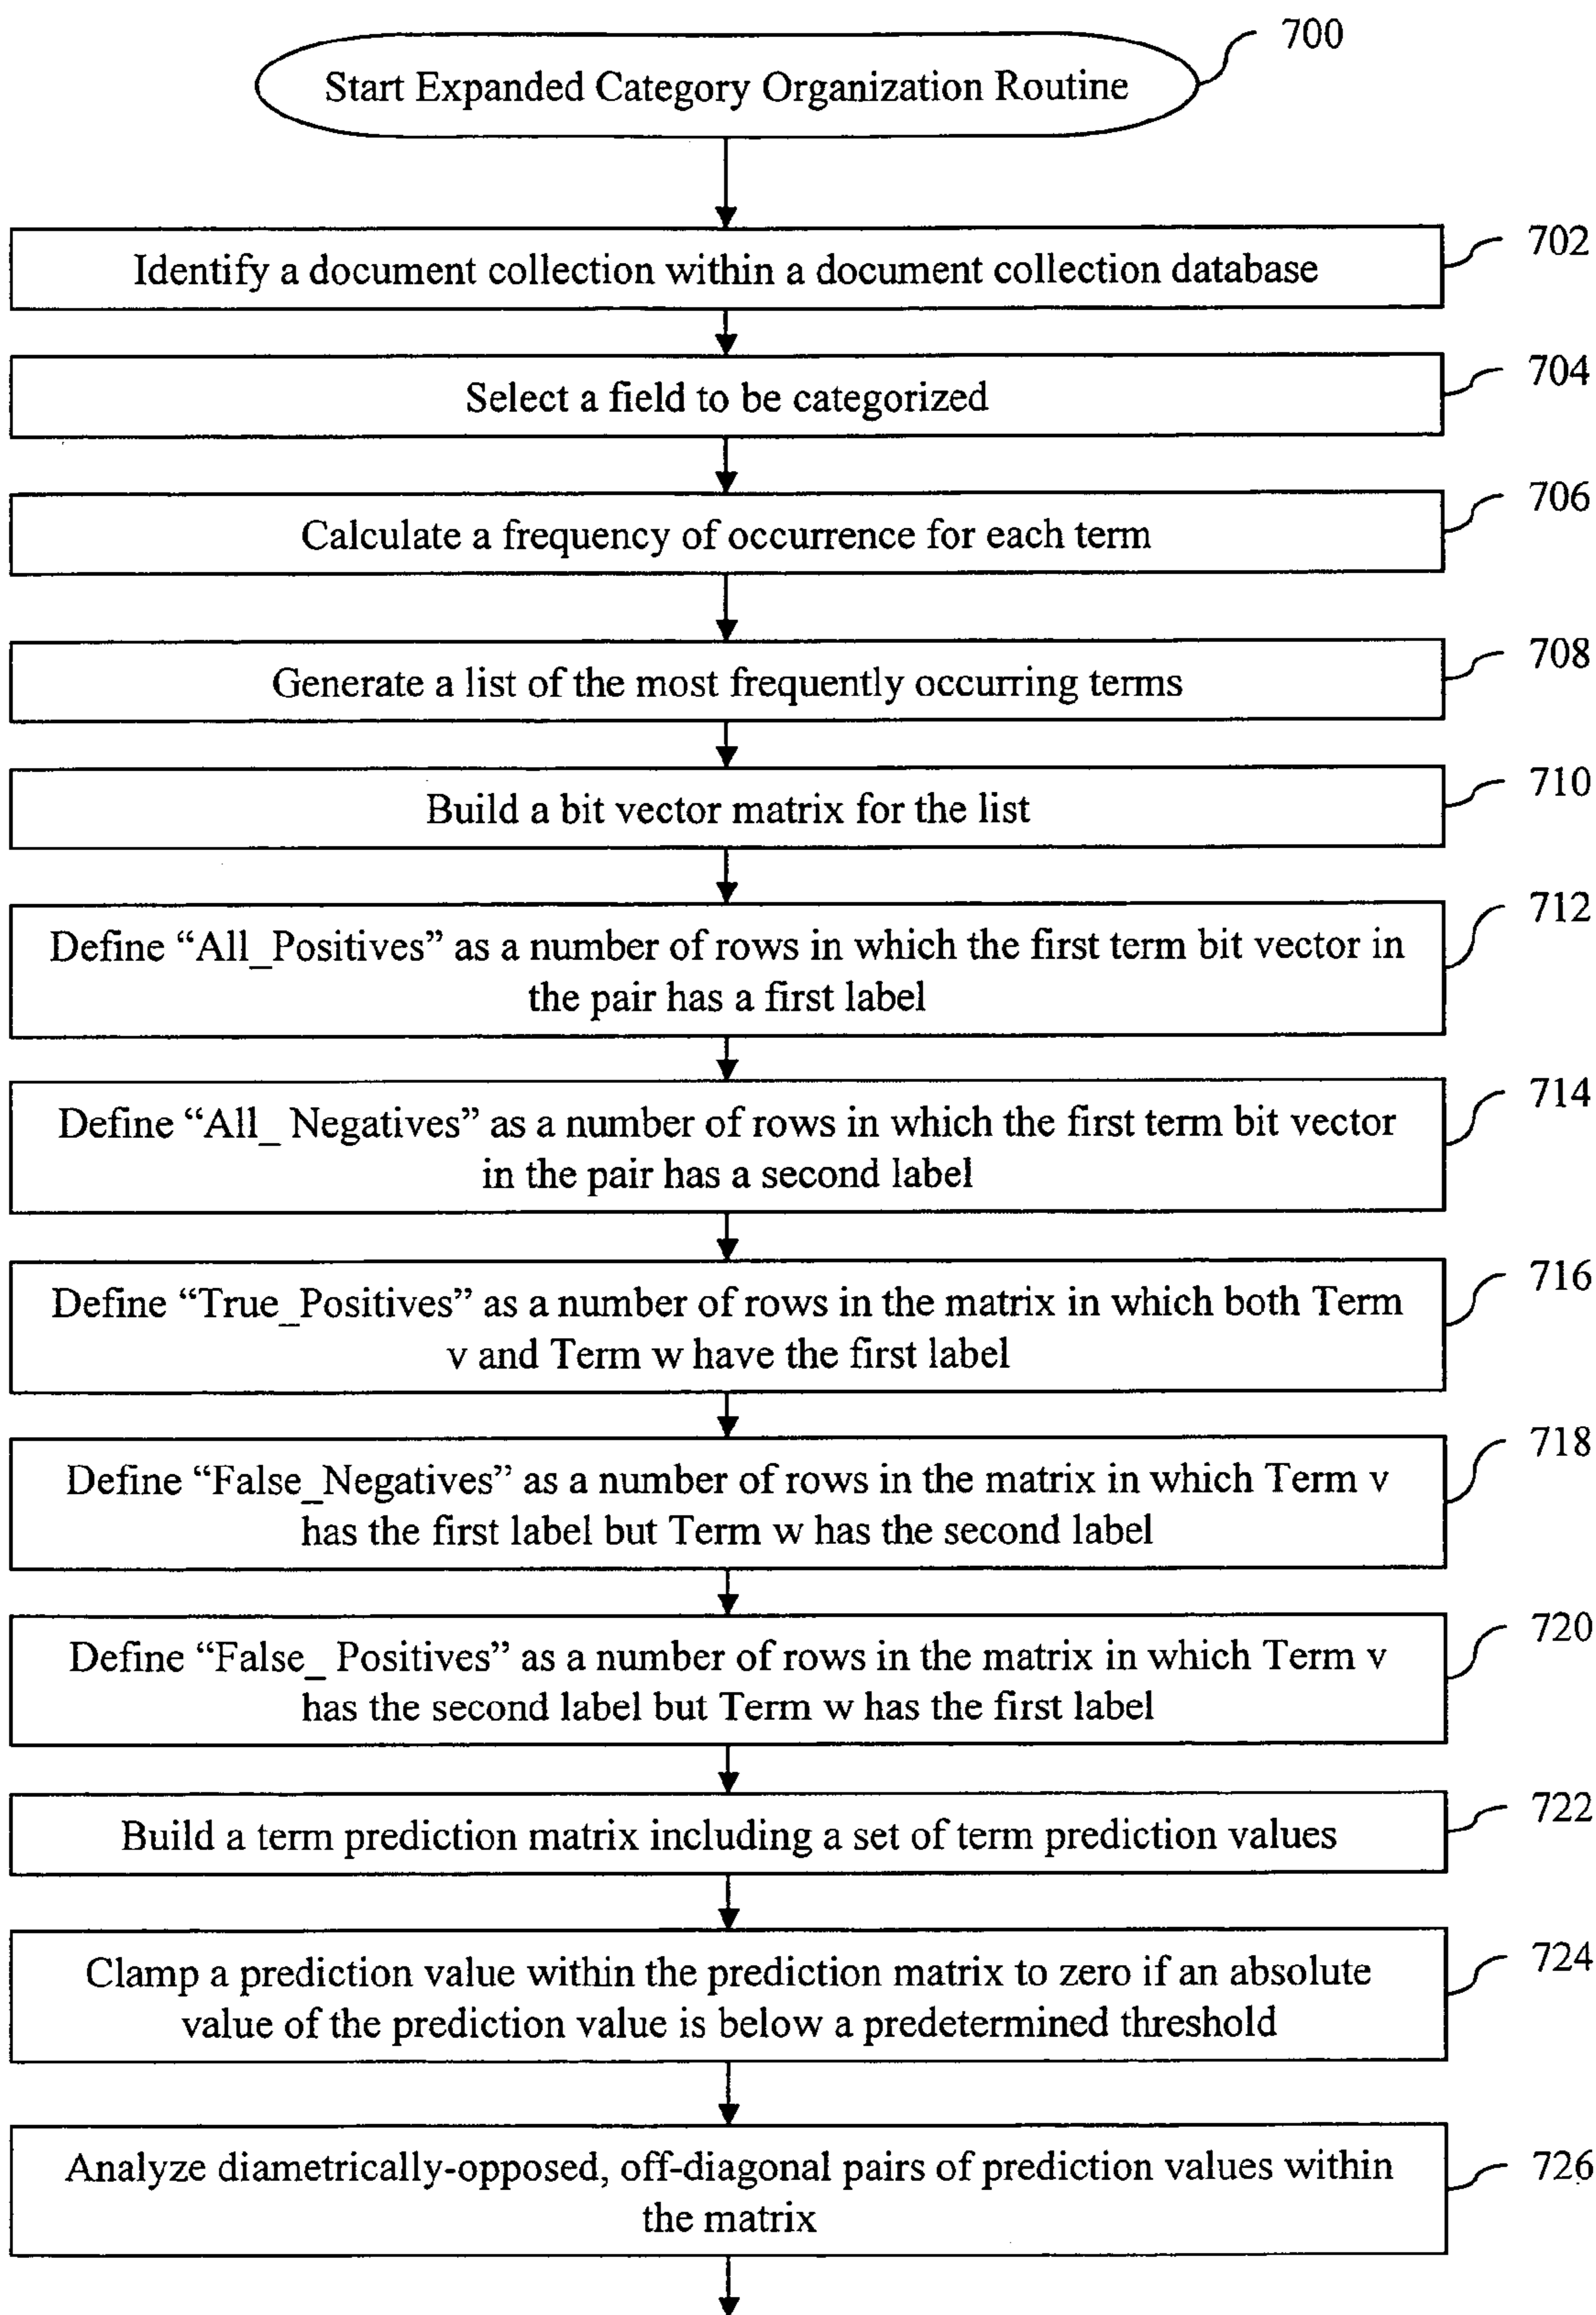 700
Start Expanded Category Organization Routine
702
Identify a document collection within a document collection database
704
Select a field to be categorized
706
Calculate a frequency of occurrence for each term
708
Generate a list of the most frequently occurring terms
710
Build a bit vector matrix for the list
712
Define “All_Positives” as a number of rows in which the first term bit vector in
the pair has a first label
714
Define “All_ Negatives” as a number of rows in which the first term bit vector
in the pair has a second label
716
Define “True_Positives” as a number of rows in the matrix in which both Term
v and Term w have the first label
718
Define “False_Negatives” as a number of rows in the matrix in which Term v
has the first label but Term w has the second label
720
Define “False_ Positives” as a number of rows in the matrix in which Term v
has the second label but Term w has the first label
722
Build a term prediction matrix including a set of term prediction values
724
Clamp a prediction value within the prediction matrix to zero if an absolute
value of the prediction value is below a predetermined threshold
726
Analyze diametrically-opposed, off-diagonal pairs of prediction values within
the matrix